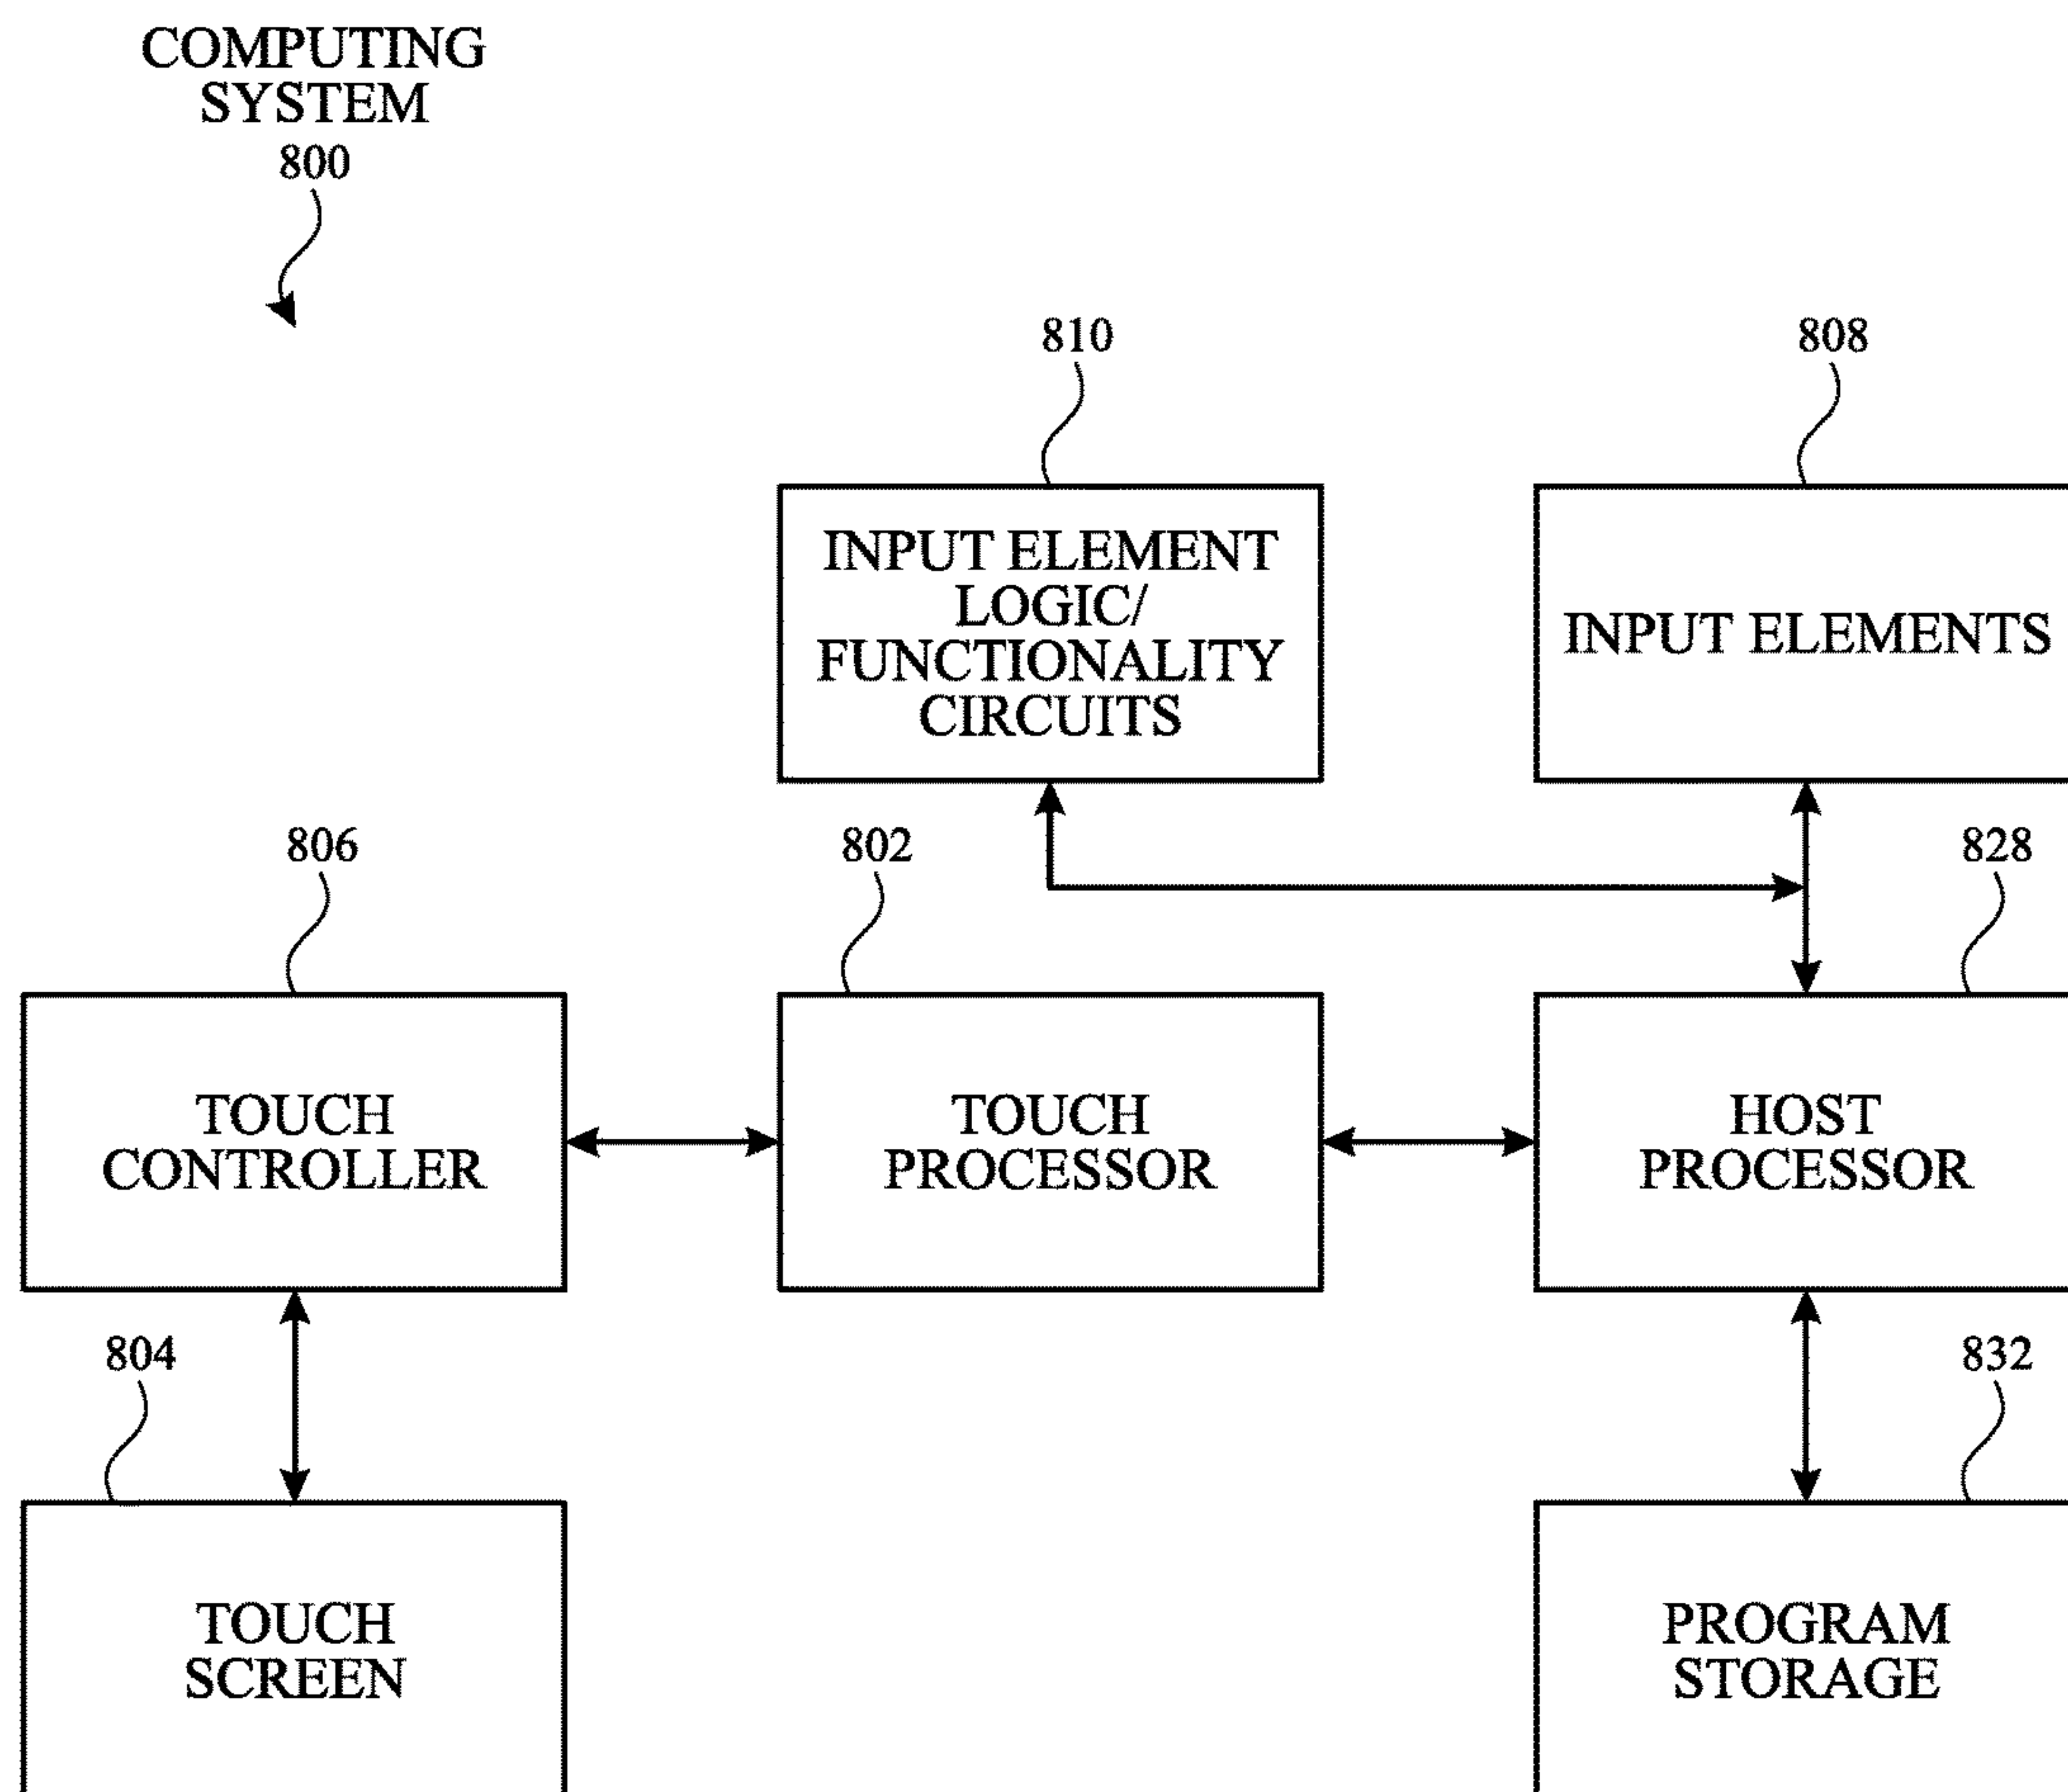 COMPUTING
SYSTEM
800
810
808
INPUT ELEMENT
LOGIC/
FUNCTIONALITY
CIRCUITS
INPUT ELEMENTS
806
802
828
TOUCH
CONTROLLER
TOUCH
PROCESSOR
HOST
PROCESSOR
804
832
TOUCH
SCREEN
PROGRAM
STORAGE